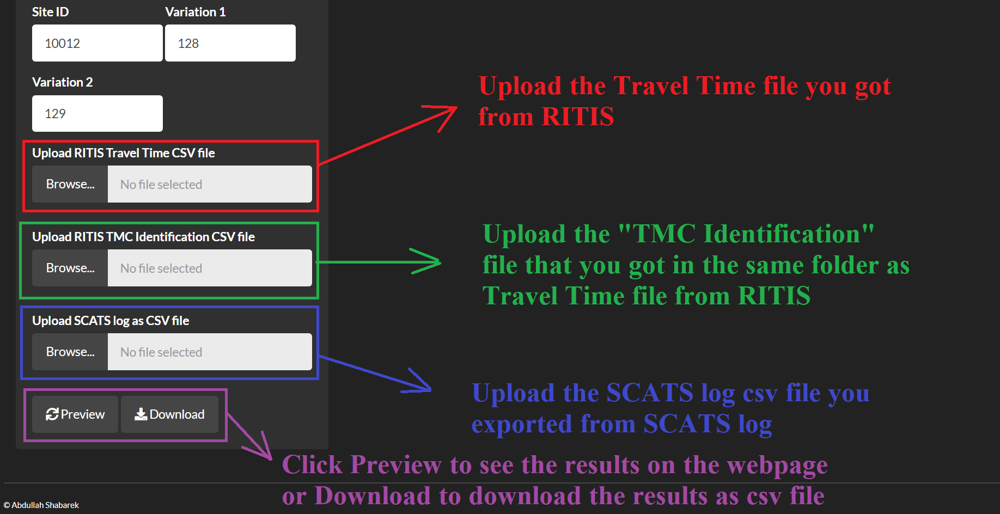 Site ID
Variation 1
10012
128
Variation 2
129
Upload the Travel Time file you got
from RITIS
Upload RITIS Travel Time CSV file
Browse...
No file selected
Upload RITIS TMC Identification CSV file
Browse...
No file selected
Upload the "TMC Identification"
file that you got in the same folder as
Travel Time file from RITIS
Upload SCATS log as CSV file
Browse...
No file selected
Upload the SCATS log csv file you
exported from SCATS log
Preview
Download
Click Preview to see the results on the webpage
or Download to download the results as csv file
© Abdullah Shabarek